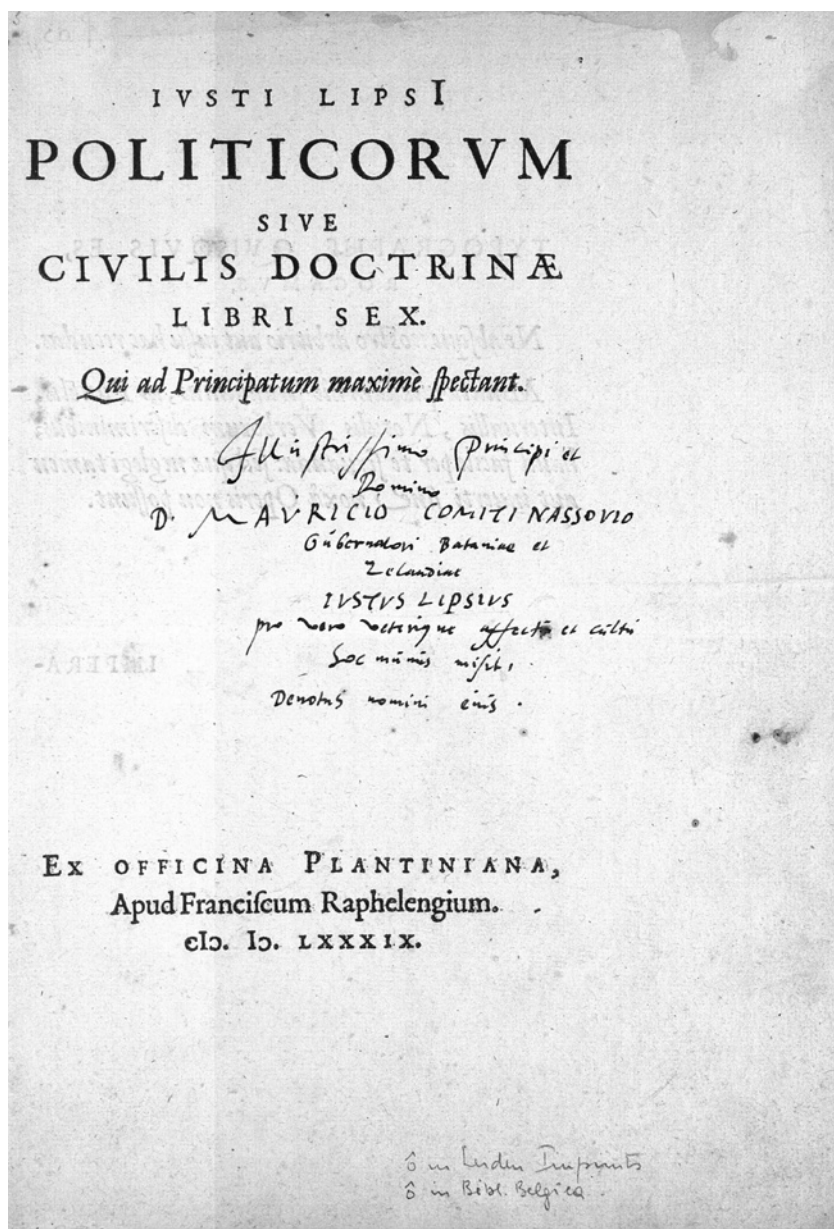 IVSTI LIPSI
POLITICORVM
SIVE
CIVILIS DOCTRINÆ
LIBRI SEX.
Qui ad Principatum maximè ſpectant.
Illustrissimo Principi et
Domino
D. MAVRICIO COMITI NASSOVIO
Gubernatori Bataviae et
Zelandiae
IVSTVS LIPSIVS
pro vero veterique affectu et cultu
hoc munus misit,
Devotus nomini eius.
EX OFFICINA PLANTINIANA,
Apud Franciſcum Raphelengium.
cIɔ. Iɔ. LXXXIX.
ô in Leiden Imprints
ô in Bibl. Belgica.
IMPERA-